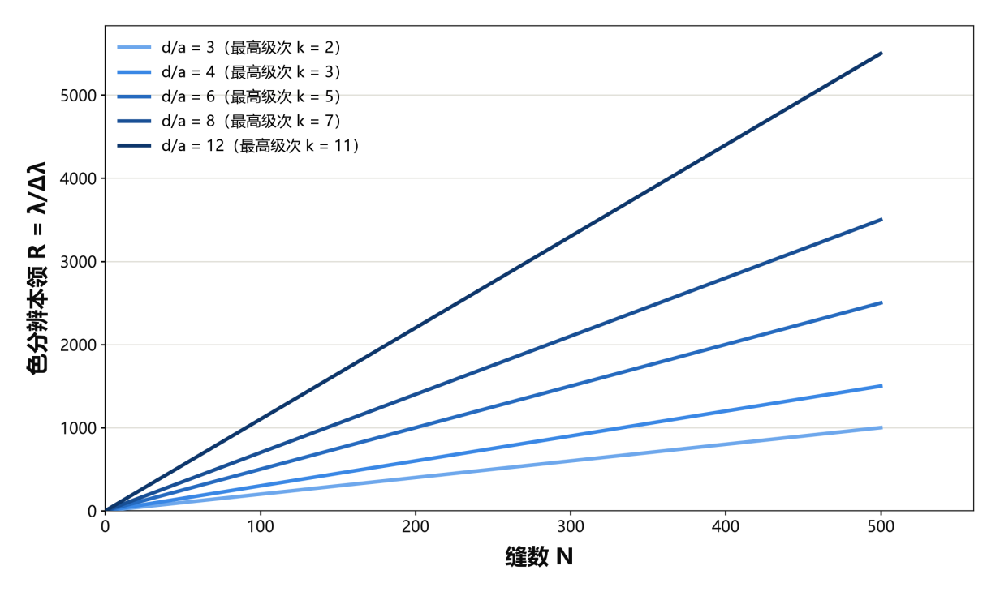 d/a = 3（最高级次 k = 2）
d/a = 4（最高级次 k = 3）
d/a = 6（最高级次 k = 5）
d/a = 8（最高级次 k = 7）
d/a = 12（最高级次 k = 11）
色分辨本领 R = λ/Δλ
5000
4000
3000
2000
1000
0
0 100 200 300 400 500
缝数 N